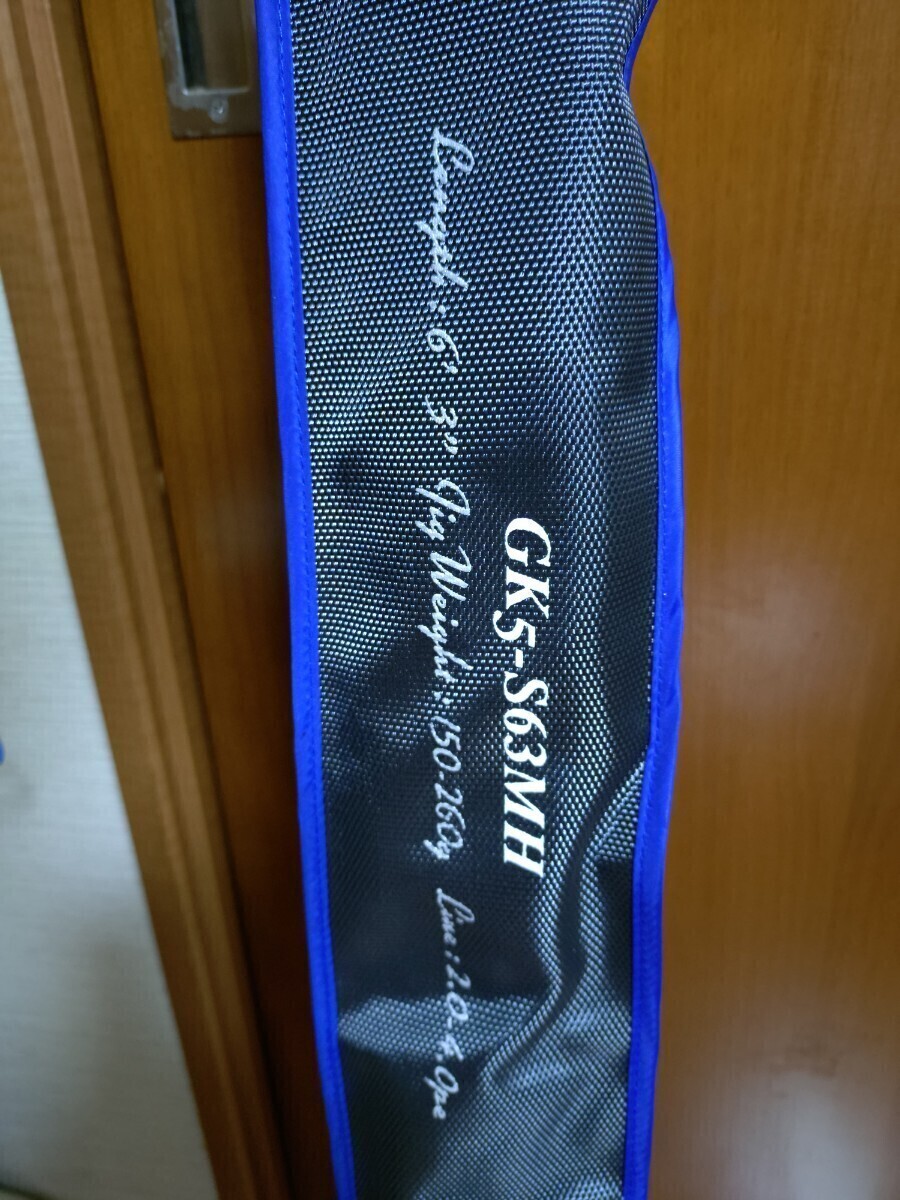 GK5-S63MH
Length : 6' 3" Jig Weight : 150-260g Line : 2.0-4.0pe